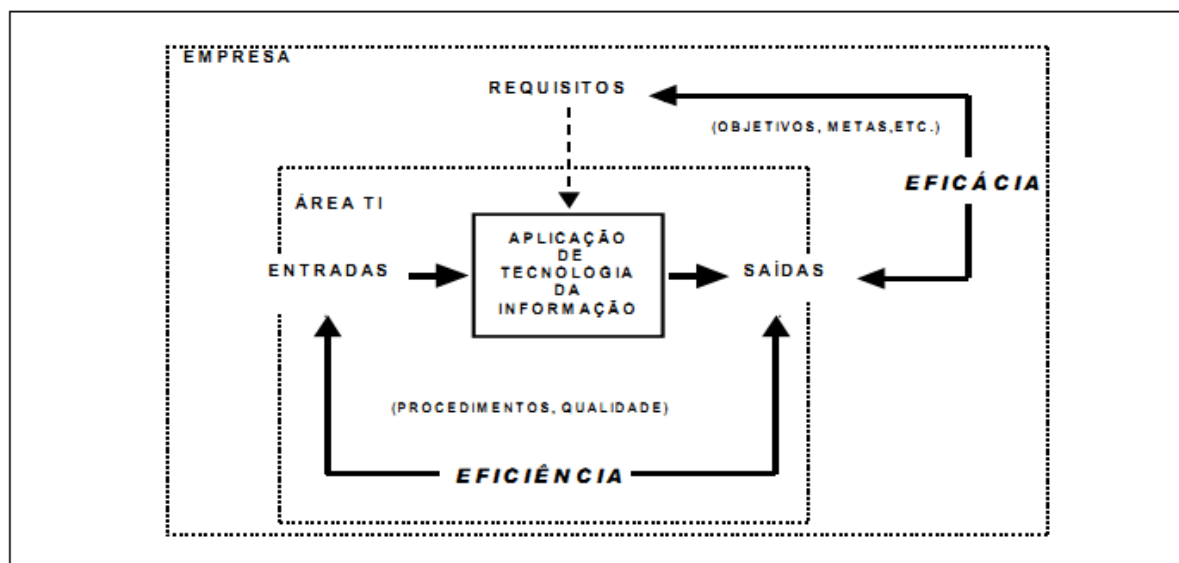 EMPRESA
REQUISITOS
(OBJETIVOS, METAS,ETC.)
EFICÁCIA
ÁREA TI
APLICAÇÃO
DE
TECNOLOGIA
DA
INFORMAÇÃO
ENTRADAS
SAÍDAS
(PROCEDIMENTOS, QUALIDADE)
EFICIÊNCIA